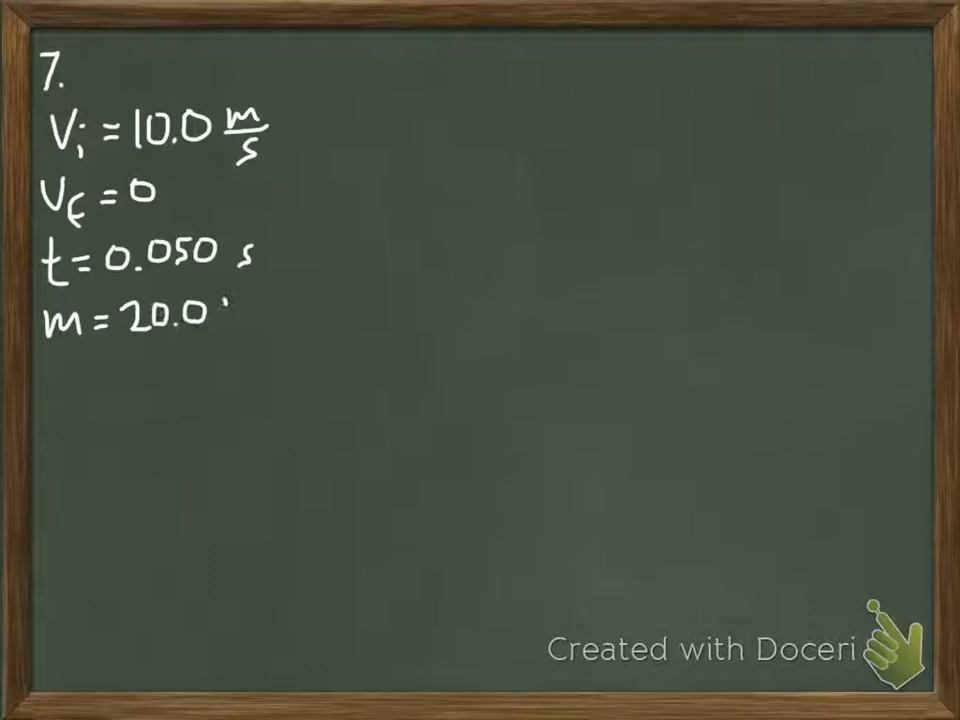 7.
Vi = 10.0 m/s
Vf = 0
t = 0.050 s
m = 20.0
Created with Doceri